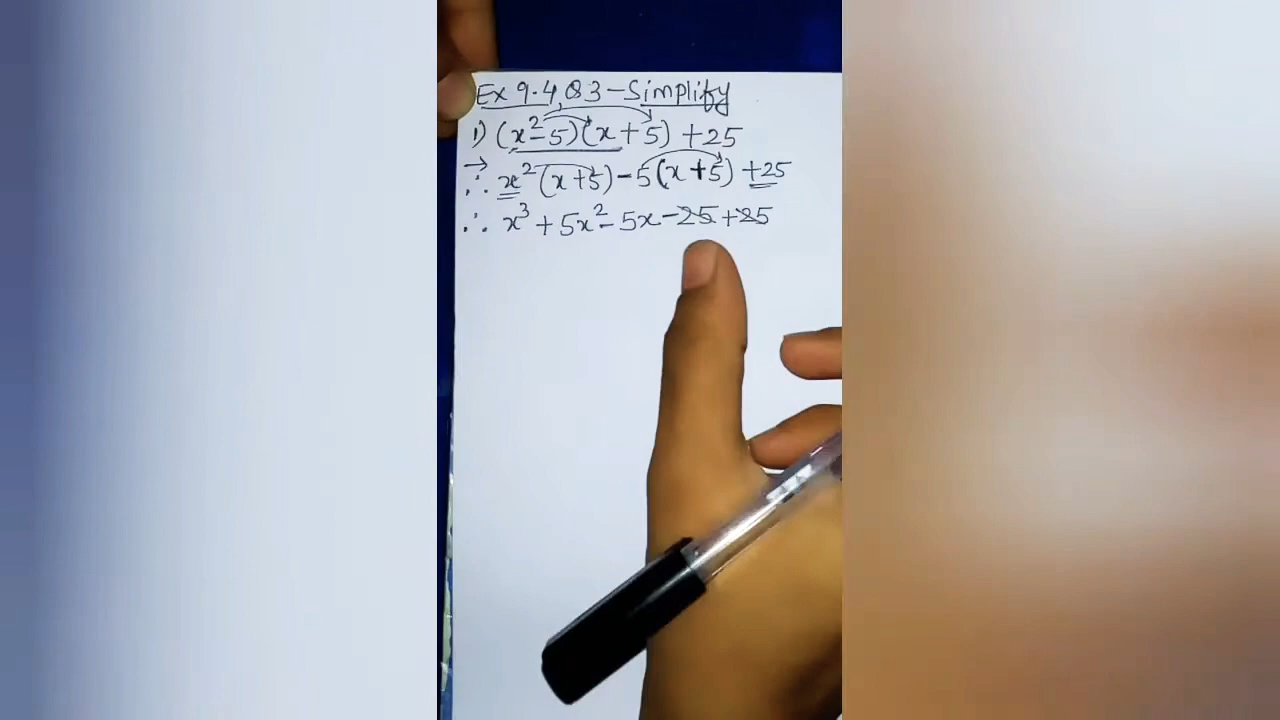 Ex 9.4, Q3 - Simplify
1) (x² - 5)(x + 5) + 25
→
∴ x² (x + 5) - 5 (x + 5) + 25
∴ x³ + 5x² - 5x - 25 + 25